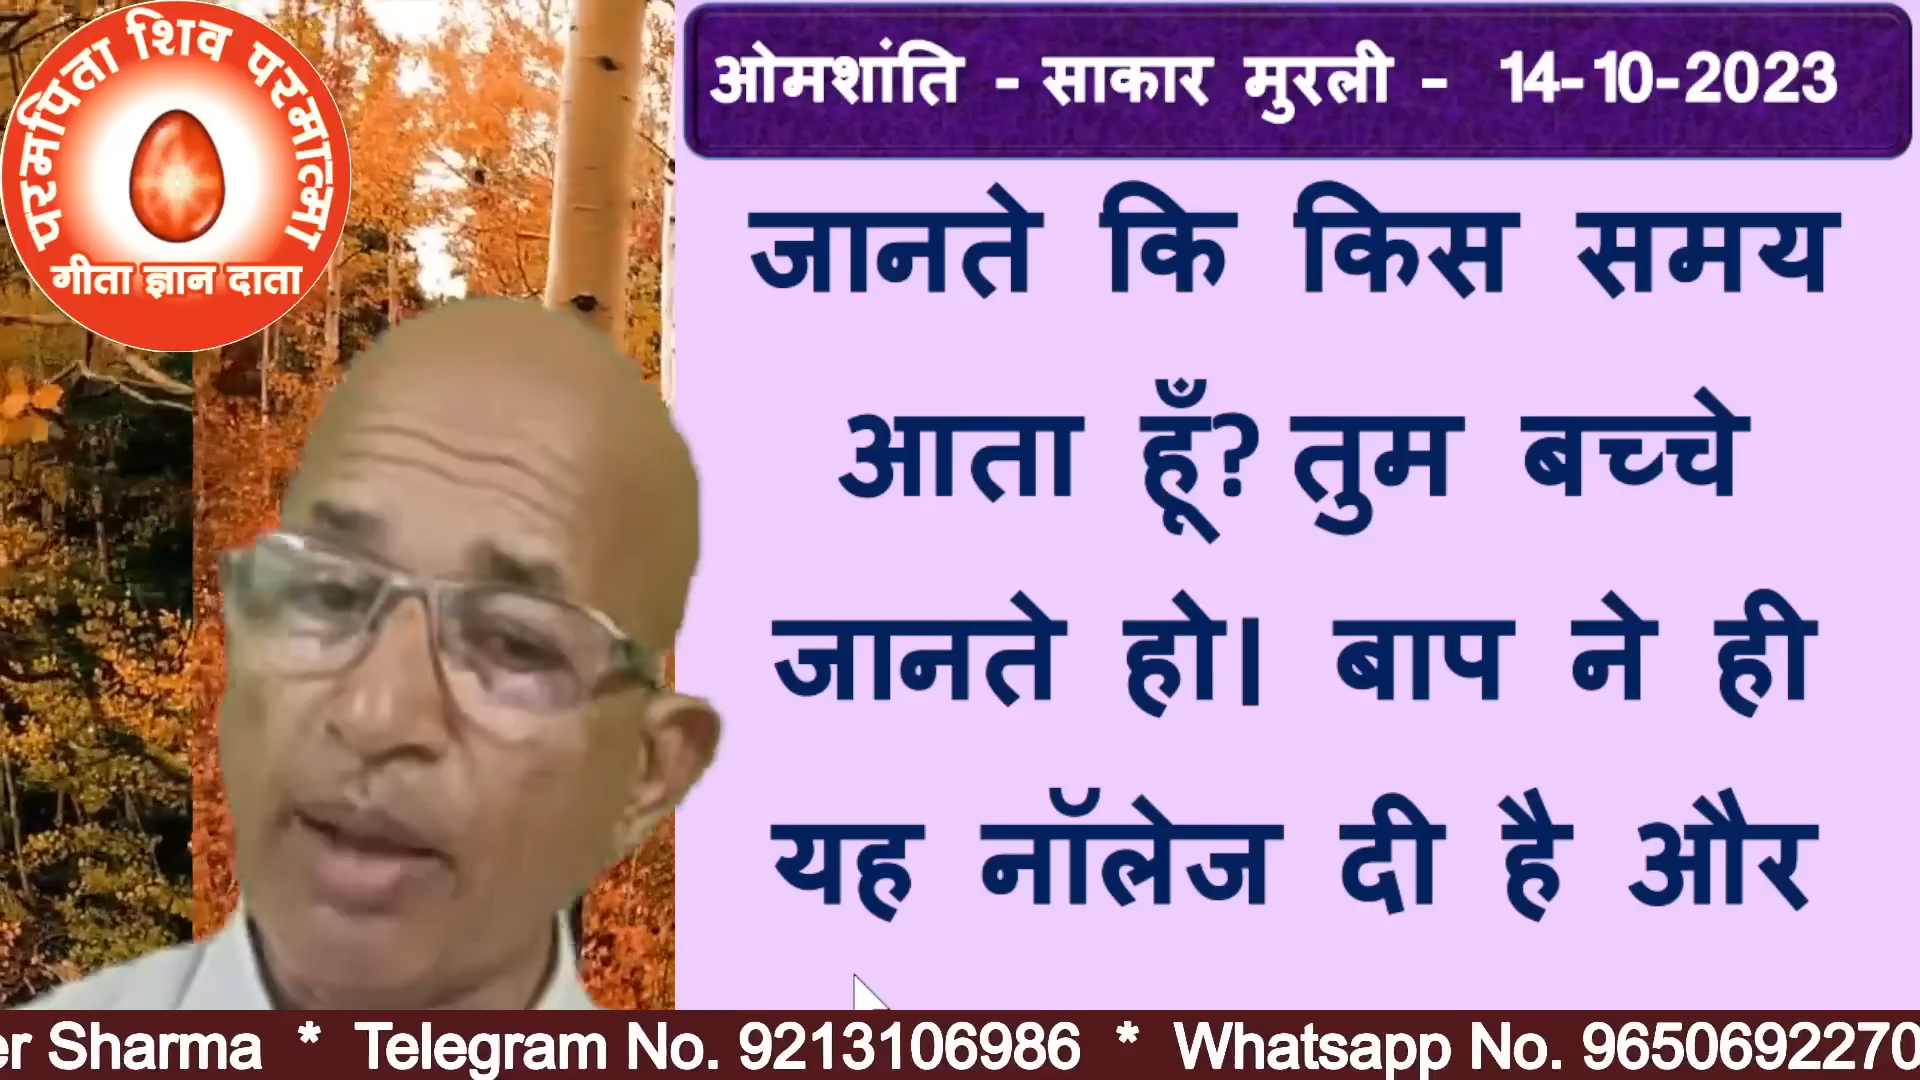 परमपिता शिव परमात्मा
गीता ज्ञान दाता
ओमशांति - साकार मुरली - 14-10-2023
जानते कि किस समय
आता हूँ? तुम बच्चे
जानते हो। बाप ने ही
यह नॉलेज दी है और
er Sharma * Telegram No. 9213106986 * Whatsapp No. 9650692270